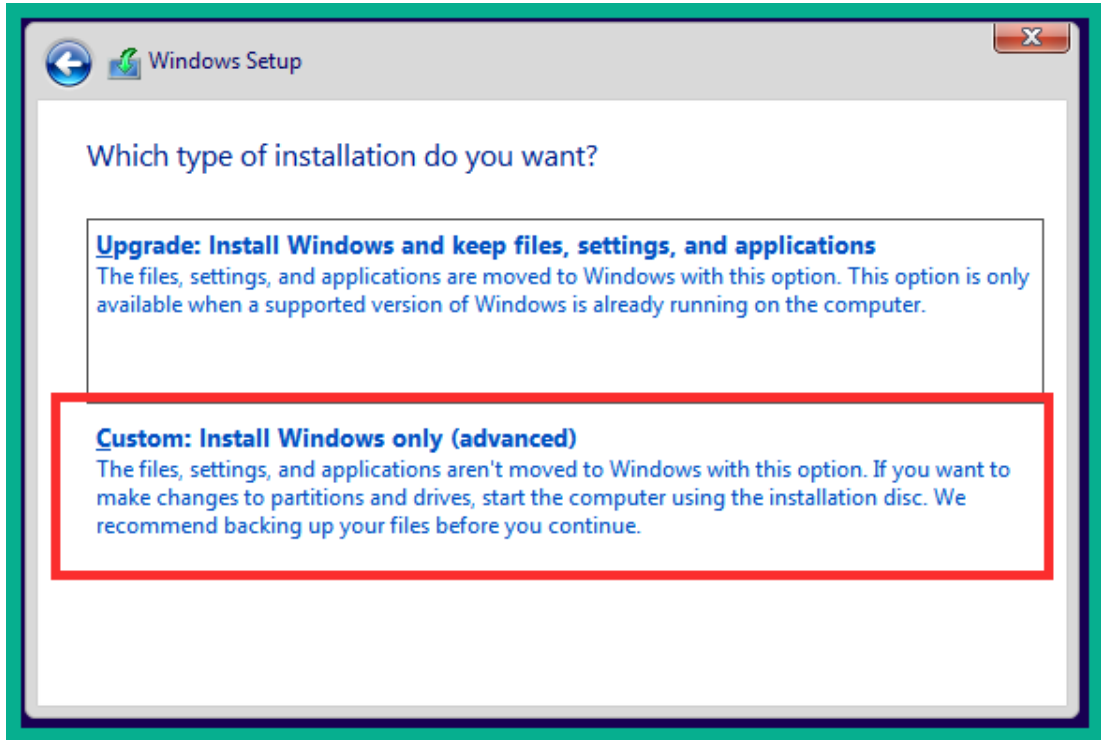 Windows Setup
Which type of installation do you want?
Upgrade: Install Windows and keep files, settings, and applications
The files, settings, and applications are moved to Windows with this option. This option is only
available when a supported version of Windows is already running on the computer.
Custom: Install Windows only (advanced)
The files, settings, and applications aren't moved to Windows with this option. If you want to
make changes to partitions and drives, start the computer using the installation disc. We
recommend backing up your files before you continue.